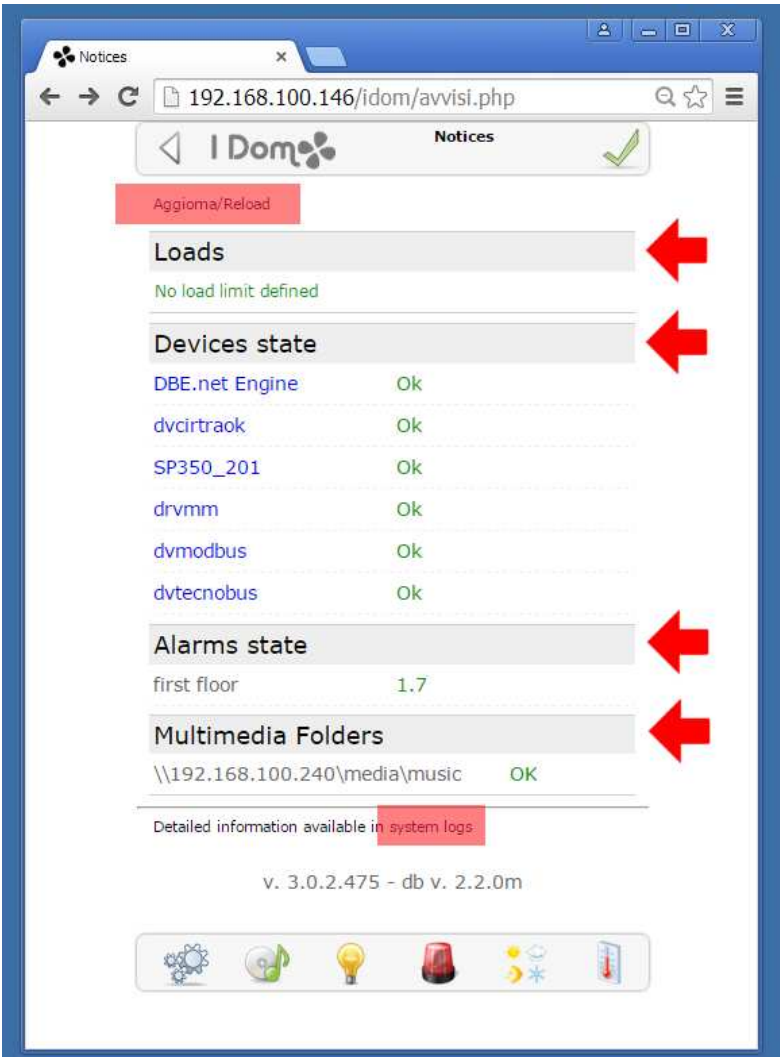 Notices
192.168.100.146/idom/avvisi.php
I Dom
Notices
Aggiorna/Reload
Loads
No load limit defined
Devices state
DBE.net Engine Ok
dvcirtraok Ok
SP350_201 Ok
drvmm Ok
dvmodbus Ok
dvtecnobus Ok
Alarms state
first floor 1.7
Multimedia Folders
\\192.168.100.240\media\music OK
Detailed information available in system logs
v. 3.0.2.475 - db v. 2.2.0m